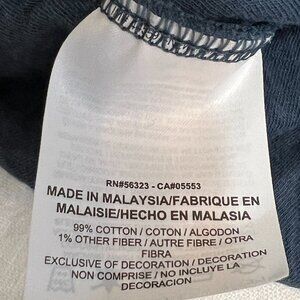 RN#56323 - CA#05553
MADE IN MALAYSIA/FABRIQUE EN
MALAISIE/HECHO EN MALASIA
99% COTTON / COTON / ALGODON
1% OTHER FIBER / AUTRE FIBRE / OTRA
FIBRA
EXCLUSIVE OF DECORATION / DECORATION
NON COMPRISE / NO INCLUYE LA
DECORACION